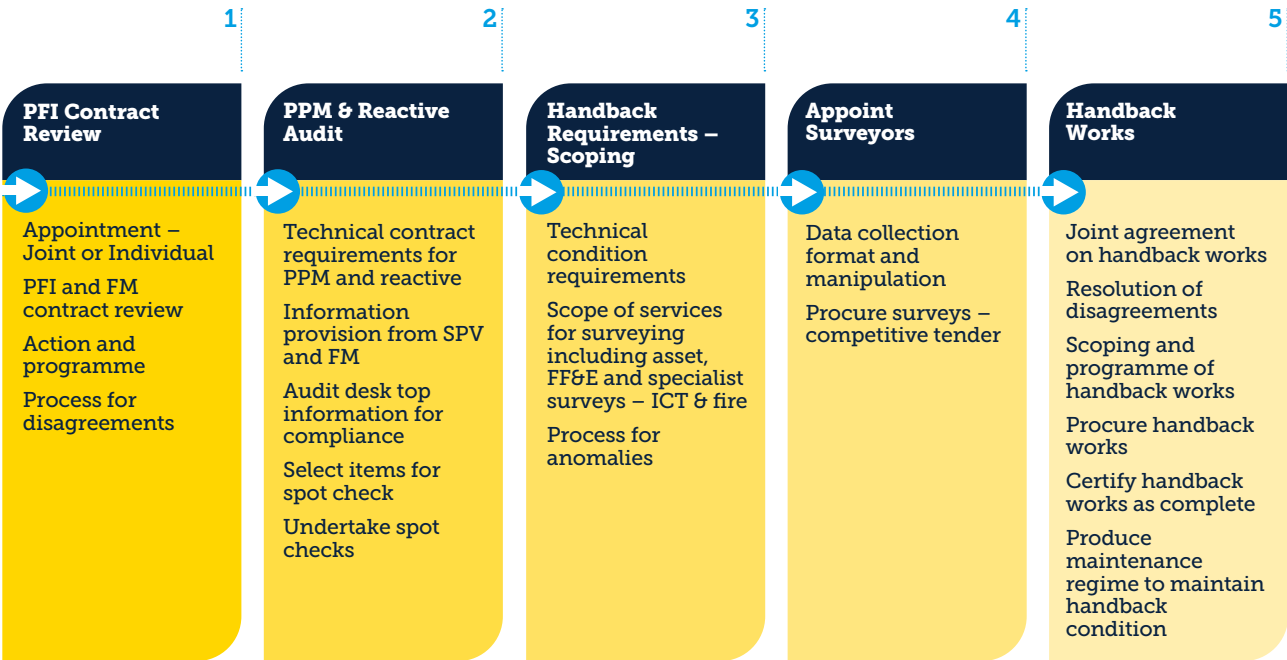 1
2
3
4
5
PFI Contract
Review
Appointment –
Joint or Individual
PFI and FM
contract review
Action and
programme
Process for
disagreements
PPM & Reactive
Audit
Technical contract
requirements for
PPM and reactive
Information
provision from SPV
and FM
Audit desk top
information for
compliance
Select items for
spot check
Undertake spot
checks
Handback
Requirements –
Scoping
Technical
condition
requirements
Scope of services
for surveying
including asset,
FF&E and specialist
surveys – ICT & fire
Process for
anomalies
Appoint
Surveyors
Data collection
format and
manipulation
Procure surveys –
competitive tender
Handback
Works
Joint agreement
on handback works
Resolution of
disagreements
Scoping and
programme of
handback works
Procure handback
works
Certify handback
works as complete
Produce
maintenance
regime to maintain
handback
condition